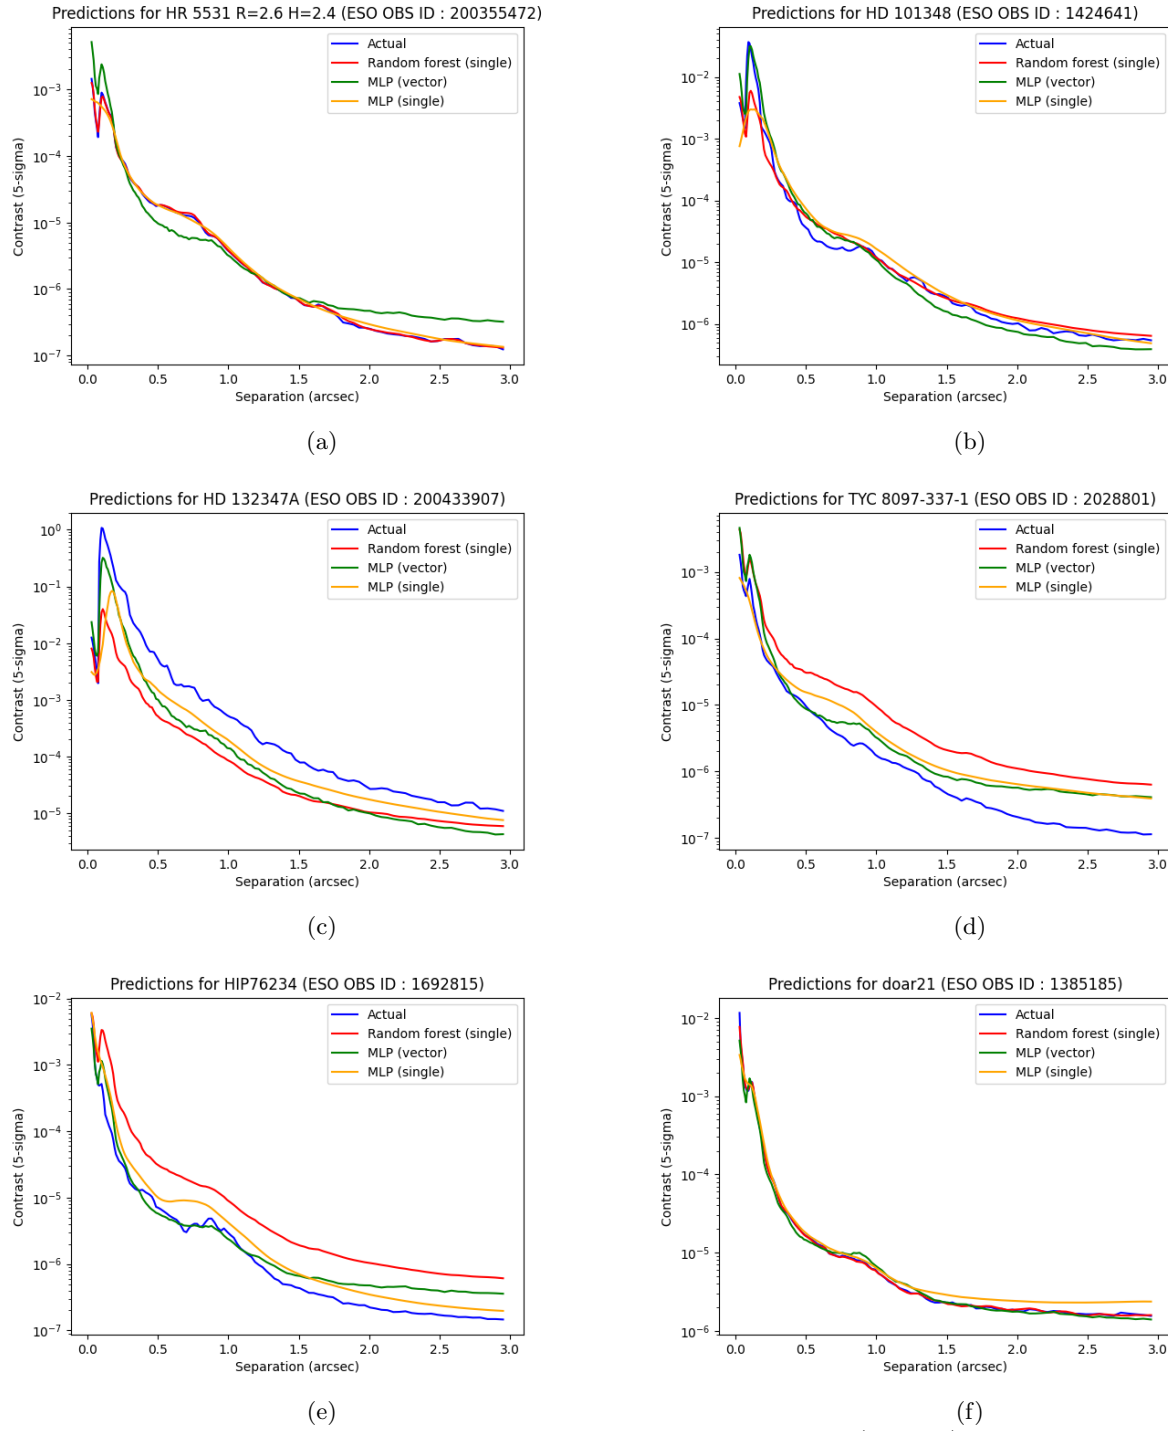 Predictions for HR 5531 R=2.6 H=2.4 (ESO OBS ID : 200355472)
Actual
Random forest (single)
MLP (vector)
MLP (single)
Contrast (5-sigma)
10⁻³
10⁻⁴
10⁻⁵
10⁻⁶
10⁻⁷
0.0 0.5 1.0 1.5 2.0 2.5 3.0
Separation (arcsec)
(a)
Predictions for HD 101348 (ESO OBS ID : 1424641)
Actual
Random forest (single)
MLP (vector)
MLP (single)
Contrast (5-sigma)
10⁻²
10⁻³
10⁻⁴
10⁻⁵
10⁻⁶
0.0 0.5 1.0 1.5 2.0 2.5 3.0
Separation (arcsec)
(b)
Predictions for HD 132347A (ESO OBS ID : 200433907)
Actual
Random forest (single)
MLP (vector)
MLP (single)
Contrast (5-sigma)
10⁰
10⁻¹
10⁻²
10⁻³
10⁻⁴
10⁻⁵
0.0 0.5 1.0 1.5 2.0 2.5 3.0
Separation (arcsec)
(c)
Predictions for TYC 8097-337-1 (ESO OBS ID : 2028801)
Actual
Random forest (single)
MLP (vector)
MLP (single)
Contrast (5-sigma)
10⁻³
10⁻⁴
10⁻⁵
10⁻⁶
10⁻⁷
0.0 0.5 1.0 1.5 2.0 2.5 3.0
Separation (arcsec)
(d)
Predictions for HIP76234 (ESO OBS ID : 1692815)
Actual
Random forest (single)
MLP (vector)
MLP (single)
Contrast (5-sigma)
10⁻²
10⁻³
10⁻⁴
10⁻⁵
10⁻⁶
10⁻⁷
0.0 0.5 1.0 1.5 2.0 2.5 3.0
Separation (arcsec)
(e)
Predictions for doar21 (ESO OBS ID : 1385185)
Actual
Random forest (single)
MLP (vector)
MLP (single)
Contrast (5-sigma)
10⁻²
10⁻³
10⁻⁴
10⁻⁵
10⁻⁶
0.0 0.5 1.0 1.5 2.0 2.5 3.0
Separation (arcsec)
(f)